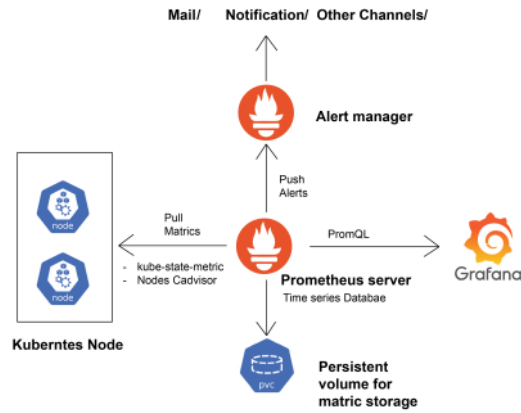 Mail/ Notification/ Other Channels/
Alert manager
Push
Alerts
node
node
Pull
Matrics
- kube-state-metric
- Nodes Cadvisor
Kuberntes Node
PromQL
Grafana
Prometheus server
Time series Databae
pvc
Persistent
volume for
matric storage